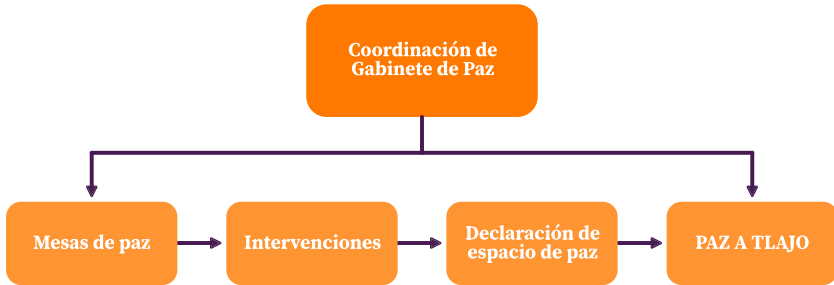 Coordinación de
Gabinete de Paz
Mesas de paz
Intervenciones
Declaración de
espacio de paz
PAZ A TLAJO